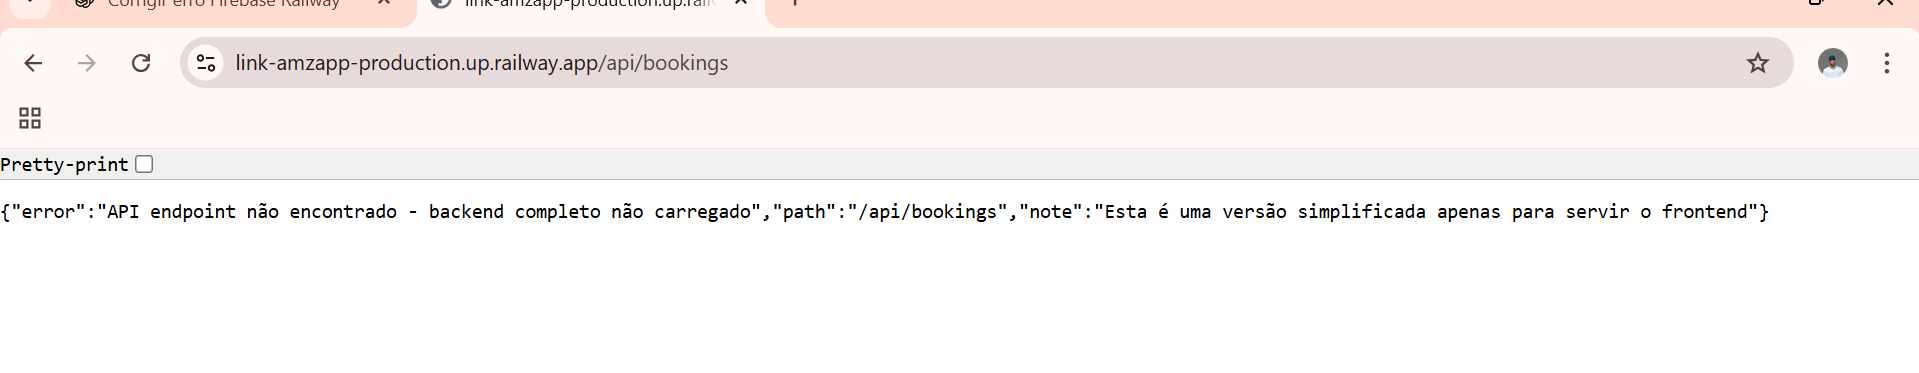 Corrigir erro Firebase Railway
link-amzapp-production.up.railw
link-amzapp-production.up.railway.app/api/bookings
Pretty-print
{"error":"API endpoint não encontrado - backend completo não carregado","path":"/api/bookings","note":"Esta é uma versão simplificada apenas para servir o frontend"}